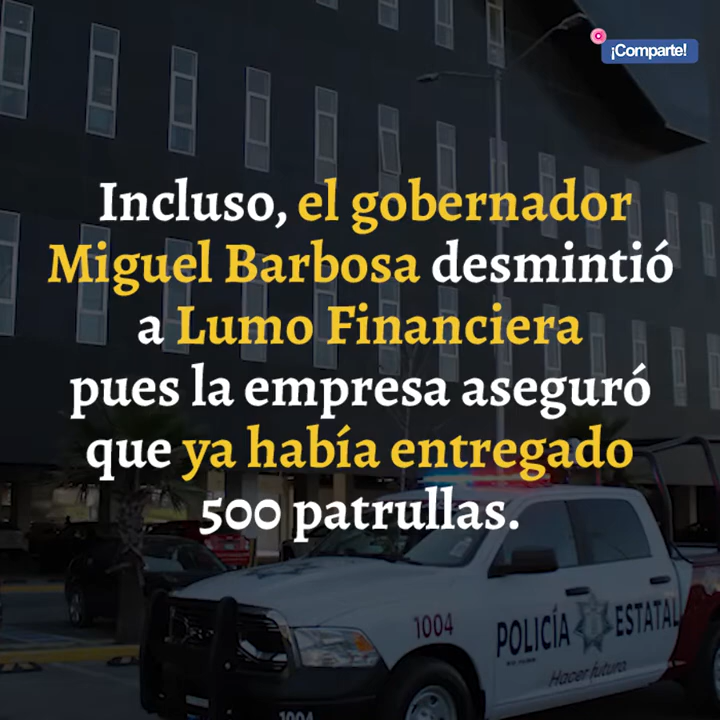 ¡Comparte!
Incluso, el gobernador
Miguel Barbosa desmintió
a Lumo Financiera
pues la empresa aseguró
que ya había entregado
500 patrullas.
1004
POLICÍA ESTATAL
Hacer futuro.
1004